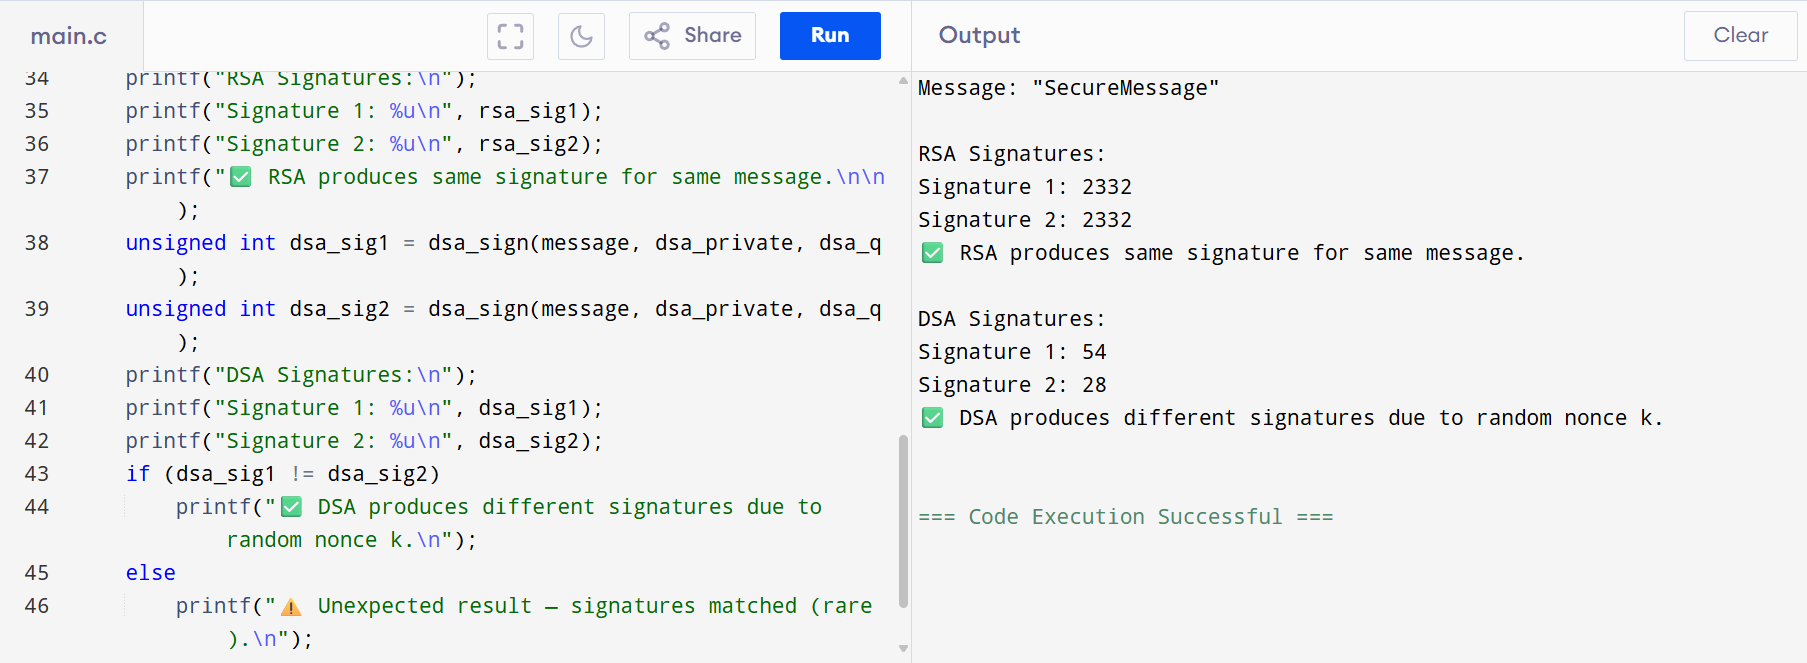 main.c
Share
Run
Output
Clear
34 printf("RSA Signatures:\n");
35 printf("Signature 1: %u\n", rsa_sig1);
36 printf("Signature 2: %u\n", rsa_sig2);
37 printf("✅ RSA produces same signature for same message.\n\n
);
38 unsigned int dsa_sig1 = dsa_sign(message, dsa_private, dsa_q
);
39 unsigned int dsa_sig2 = dsa_sign(message, dsa_private, dsa_q
);
40 printf("DSA Signatures:\n");
41 printf("Signature 1: %u\n", dsa_sig1);
42 printf("Signature 2: %u\n", dsa_sig2);
43 if (dsa_sig1 != dsa_sig2)
44 printf("✅ DSA produces different signatures due to
random nonce k.\n");
45 else
46 printf("⚠️ Unexpected result — signatures matched (rare
).\n");
Message: "SecureMessage"
RSA Signatures:
Signature 1: 2332
Signature 2: 2332
✅ RSA produces same signature for same message.
DSA Signatures:
Signature 1: 54
Signature 2: 28
✅ DSA produces different signatures due to random nonce k.
=== Code Execution Successful ===